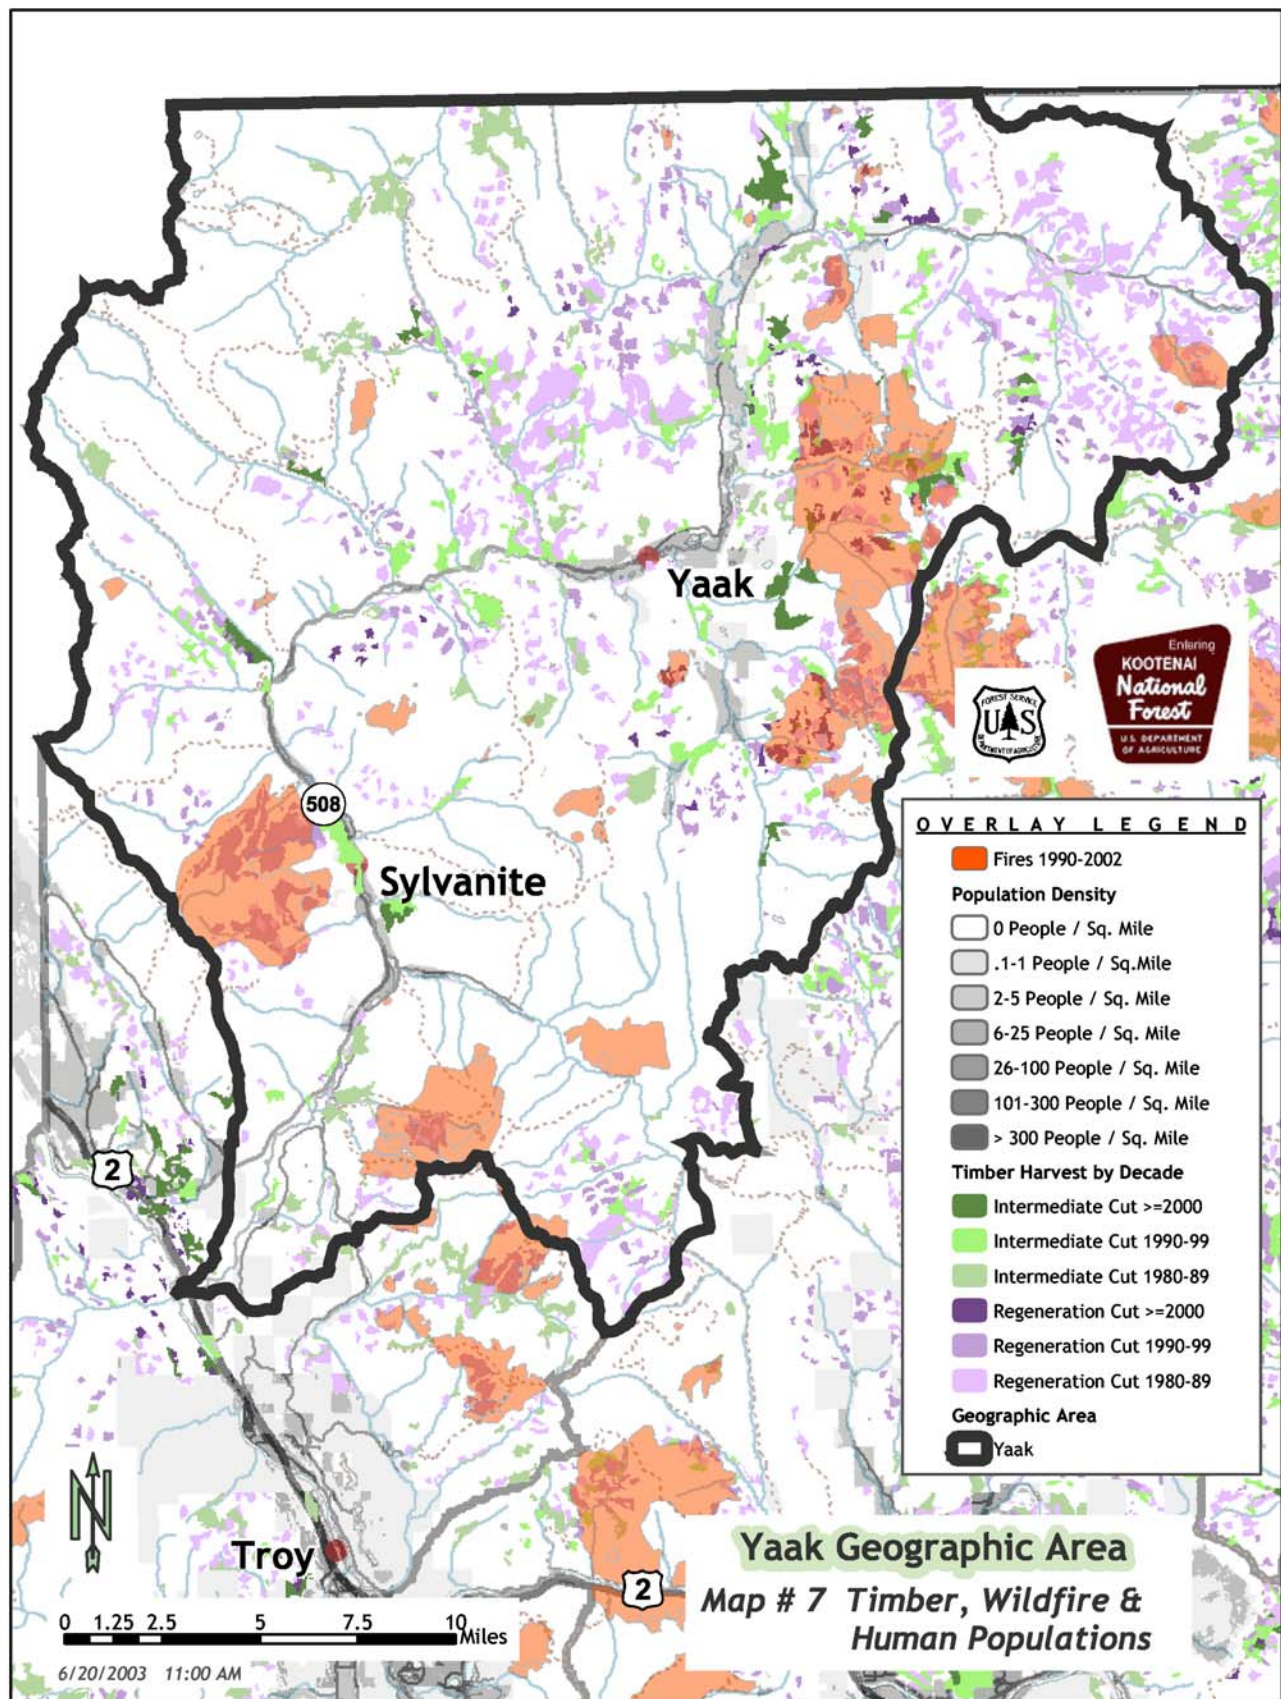 Yaak
Entering
KOOTENAI
National
Forest
U.S. DEPARTMENT
OF AGRICULTURE
FOREST SERVICE
US
DEPARTMENT OF AGRICULTURE
508
Sylvanite
OVERLAY LEGEND
Fires 1990-2002
Population Density
0 People / Sq. Mile
.1-1 People / Sq.Mile
2-5 People / Sq. Mile
6-25 People / Sq. Mile
26-100 People / Sq. Mile
101-300 People / Sq. Mile
> 300 People / Sq. Mile
Timber Harvest by Decade
Intermediate Cut >=2000
Intermediate Cut 1990-99
Intermediate Cut 1980-89
Regeneration Cut >=2000
Regeneration Cut 1990-99
Regeneration Cut 1980-89
Geographic Area
Yaak
2
N
Troy
2
Yaak Geographic Area
Map # 7 Timber, Wildfire &
Human Populations
0 1.25 2.5 5 7.5 10
Miles
6/20/2003 11:00 AM